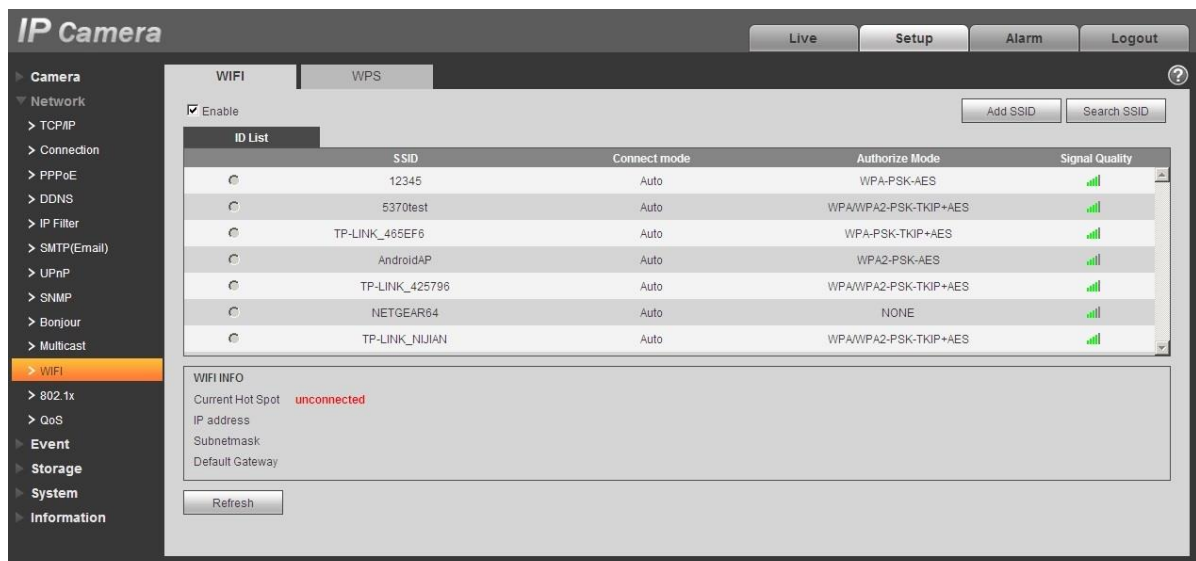 IP Camera
Live Setup Alarm Logout
Camera
Network
> TCP/IP
> Connection
> PPPoE
> DDNS
> IP Filter
> SMTP(Email)
> UPnP
> SNMP
> Bonjour
> Multicast
> WIFI
> 802.1x
> QoS
Event
Storage
System
Information
WIFI WPS
?
Enable Add SSID Search SSID
ID List
SSID Connect mode Authorize Mode Signal Quality
12345 Auto WPA-PSK-AES
5370test Auto WPA/WPA2-PSK-TKIP+AES
TP-LINK_465EF6 Auto WPA-PSK-TKIP+AES
AndroidAP Auto WPA2-PSK-AES
TP-LINK_425796 Auto WPA/WPA2-PSK-TKIP+AES
NETGEAR64 Auto NONE
TP-LINK_NIJIAN Auto WPA/WPA2-PSK-TKIP+AES
WIFI INFO
Current Hot Spot unconnected
IP address
Subnetmask
Default Gateway
Refresh